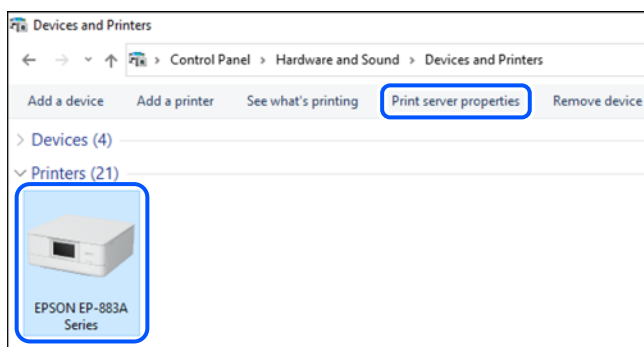 Devices and Printers
Control Panel > Hardware and Sound > Devices and Printers
Add a device Add a printer See what's printing Print server properties Remove device
Devices (4)
Printers (21)
EPSON EP-883A
Series